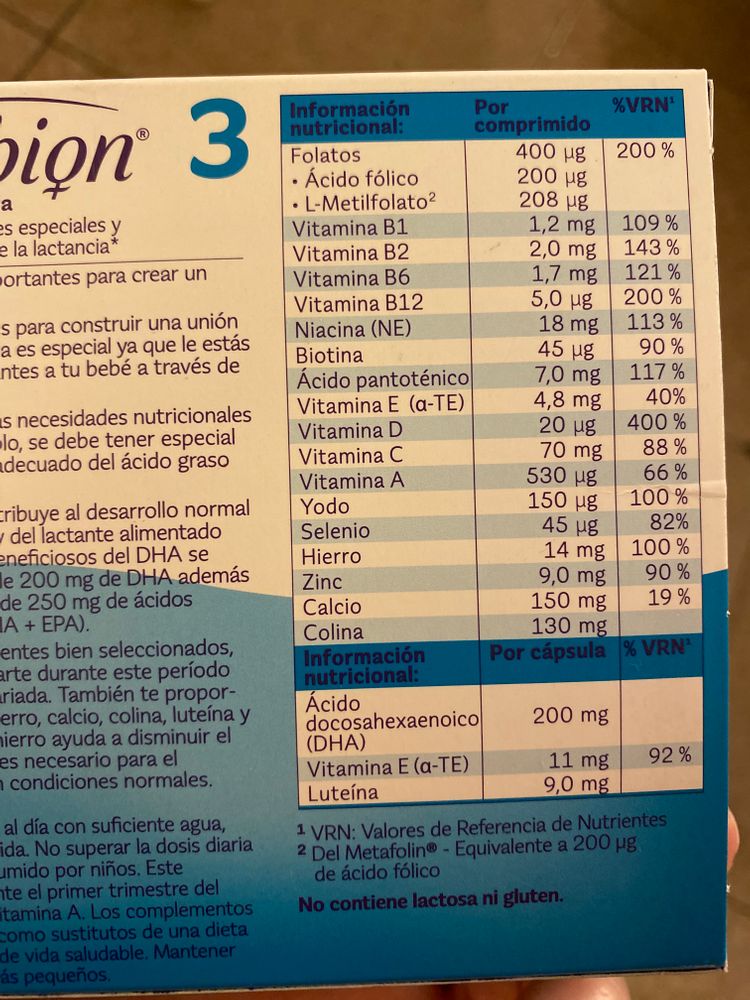 bion® 3
a
es especiales y
e la lactancia*
portantes para crear un
s para construir una unión
a es especial ya que le estás
ntes a tu bebé a través de
as necesidades nutricionales
olo, se debe tener especial
adecuado del ácido graso
tribuye al desarrollo normal
y del lactante alimentado
eneficiosos del DHA se
de 200 mg de DHA además
de 250 mg de ácidos
IA + EPA).
entes bien seleccionados,
arte durante este período
ariada. También te propor-
ierro, calcio, colina, luteína y
hierro ayuda a disminuir el
es necesario para el
n condiciones normales.
al día con suficiente agua,
ida. No superar la dosis diaria
umido por niños. Este
nte el primer trimestre del
itamina A. Los complementos
como sustitutos de una dieta
de vida saludable. Mantener
ás pequeños.
Información nutricional: Por comprimido %VRN¹
Folatos 400 µg 200 %
• Ácido fólico 200 µg
• L-Metilfolato² 208 µg
Vitamina B1 1,2 mg 109 %
Vitamina B2 2,0 mg 143 %
Vitamina B6 1,7 mg 121 %
Vitamina B12 5,0 µg 200 %
Niacina (NE) 18 mg 113 %
Biotina 45 µg 90 %
Ácido pantoténico 7,0 mg 117 %
Vitamina E (α-TE) 4,8 mg 40%
Vitamina D 20 µg 400 %
Vitamina C 70 mg 88 %
Vitamina A 530 µg 66 %
Yodo 150 µg 100 %
Selenio 45 µg 82%
Hierro 14 mg 100 %
Zinc 9,0 mg 90 %
Calcio 150 mg 19 %
Colina 130 mg
Información nutricional: Por cápsula % VRN¹
Ácido
docosahexaenoico 200 mg
(DHA)
Vitamina E (α-TE) 11 mg 92 %
Luteína 9,0 mg
1 VRN: Valores de Referencia de Nutrientes
2 Del Metafolin® - Equivalente a 200 µg
de ácido fólico
No contiene lactosa ni gluten.